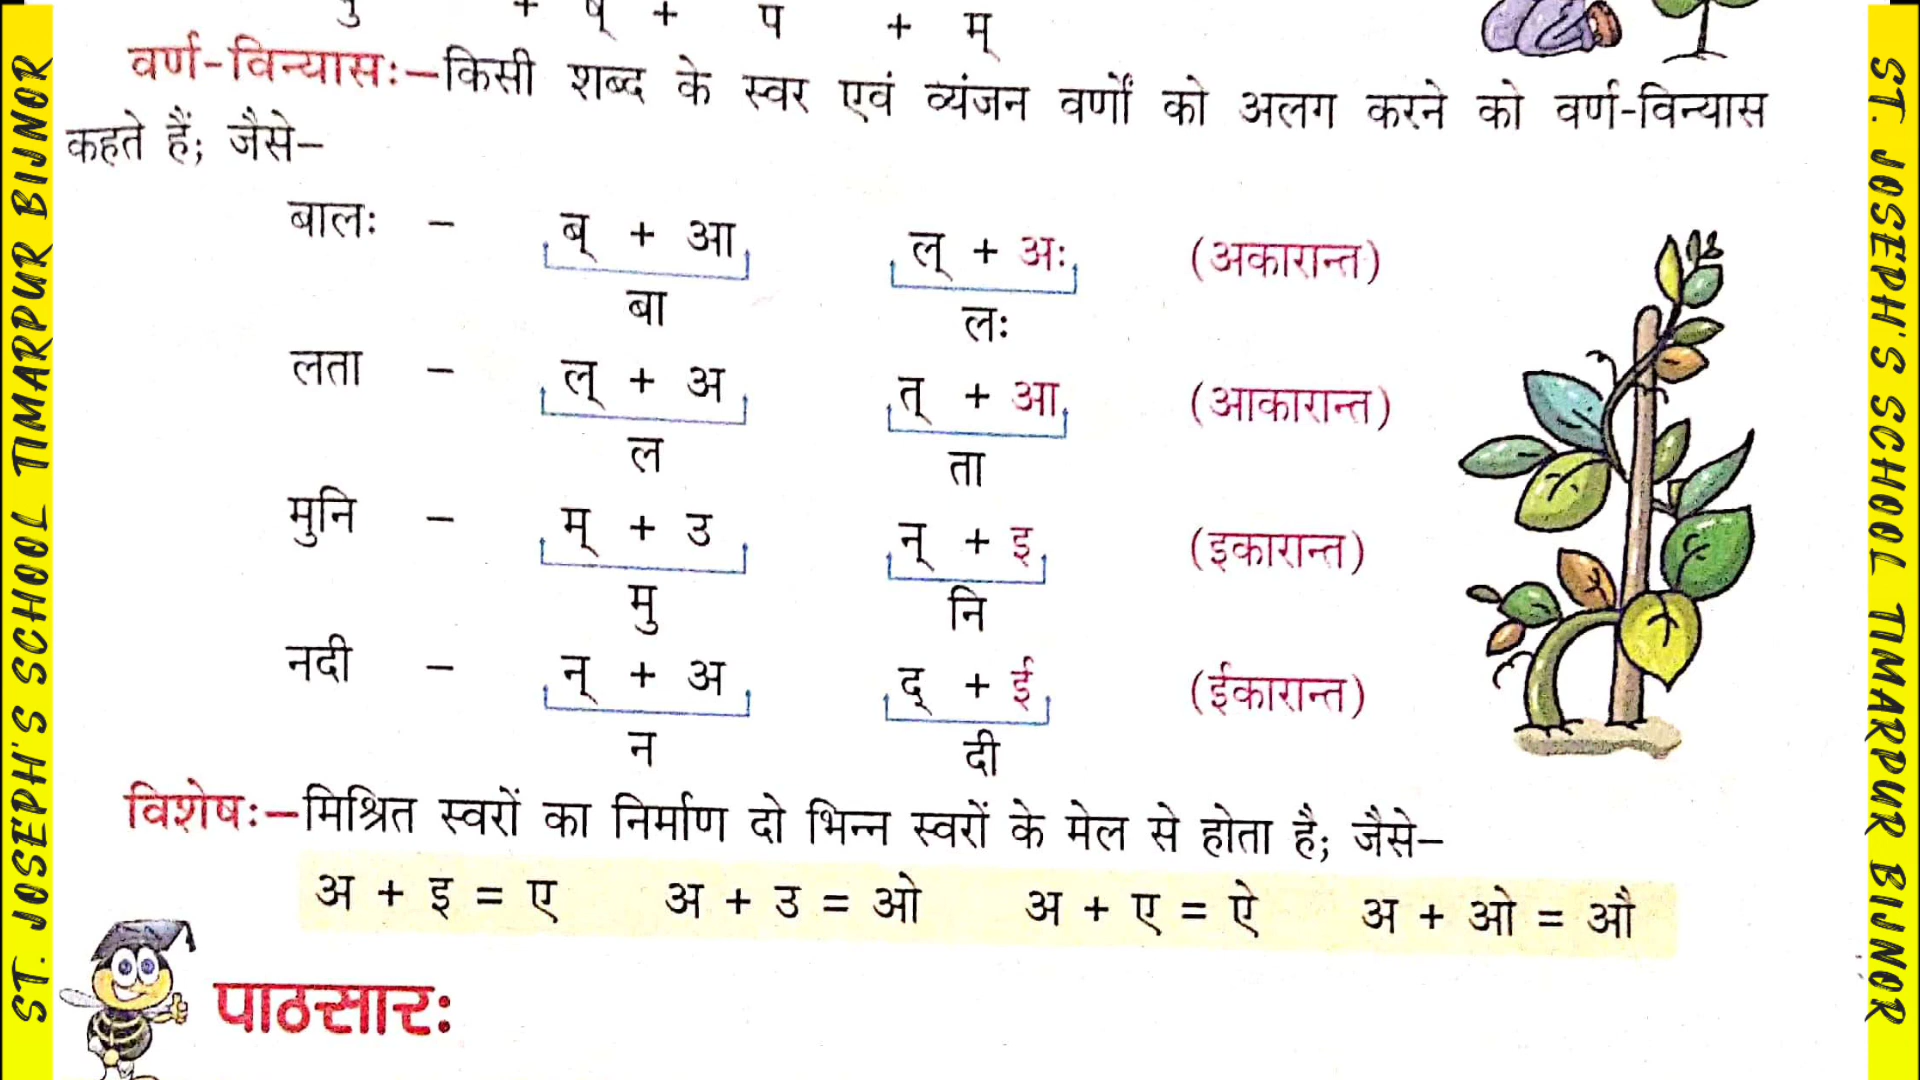 + ष् + प + म्
वर्ण-विन्यासः-किसी शब्द के स्वर एवं व्यंजन वर्णों को अलग करने को वर्ण-विन्यास
कहते हैं; जैसे-
बालः - ब् + आ ल् + अः (अकारान्त)
बा लः
लता - ल् + अ त् + आ (आकारान्त)
ल ता
मुनि - म् + उ न् + इ (इकारान्त)
मु नि
नदी - न् + अ द् + ई (ईकारान्त)
न दी
विशेषः-मिश्रित स्वरों का निर्माण दो भिन्न स्वरों के मेल से होता है; जैसे-
अ + इ = ए अ + उ = ओ अ + ए = ऐ अ + ओ = औ
पाठसारः
ST. JOSEPH'S SCHOOL TIMARPUR BIJNOR
ST. JOSEPH'S SCHOOL TIMARPUR BIJNOR